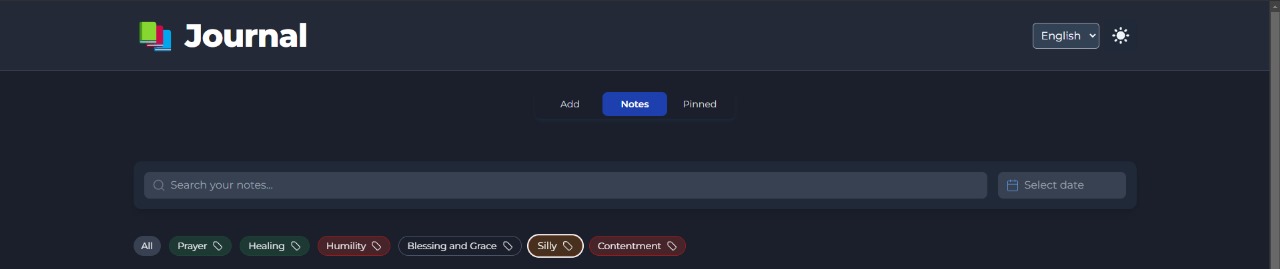 Journal
English
Add Notes Pinned
Search your notes... Select date
All Prayer Healing Humility Blessing and Grace Silly Contentment